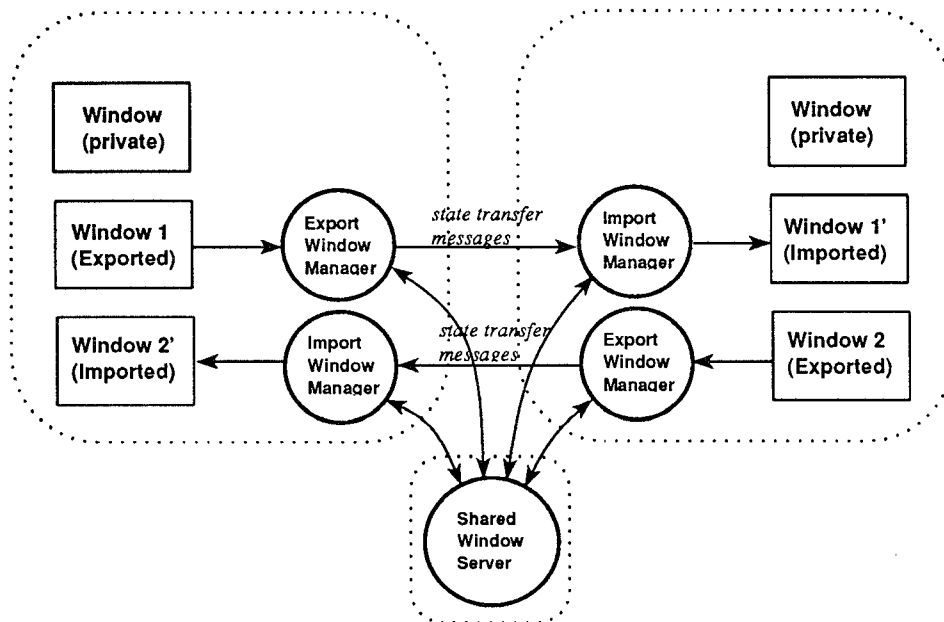 Window
(private)
Window 1
(Exported)
Window 2'
(Imported)
Export
Window
Manager
Import
Window
Manager
state transfer
messages
state transfer
messages
Import
Window
Manager
Export
Window
Manager
Window
(private)
Window 1'
(Imported)
Window 2
(Exported)
Shared
Window
Server